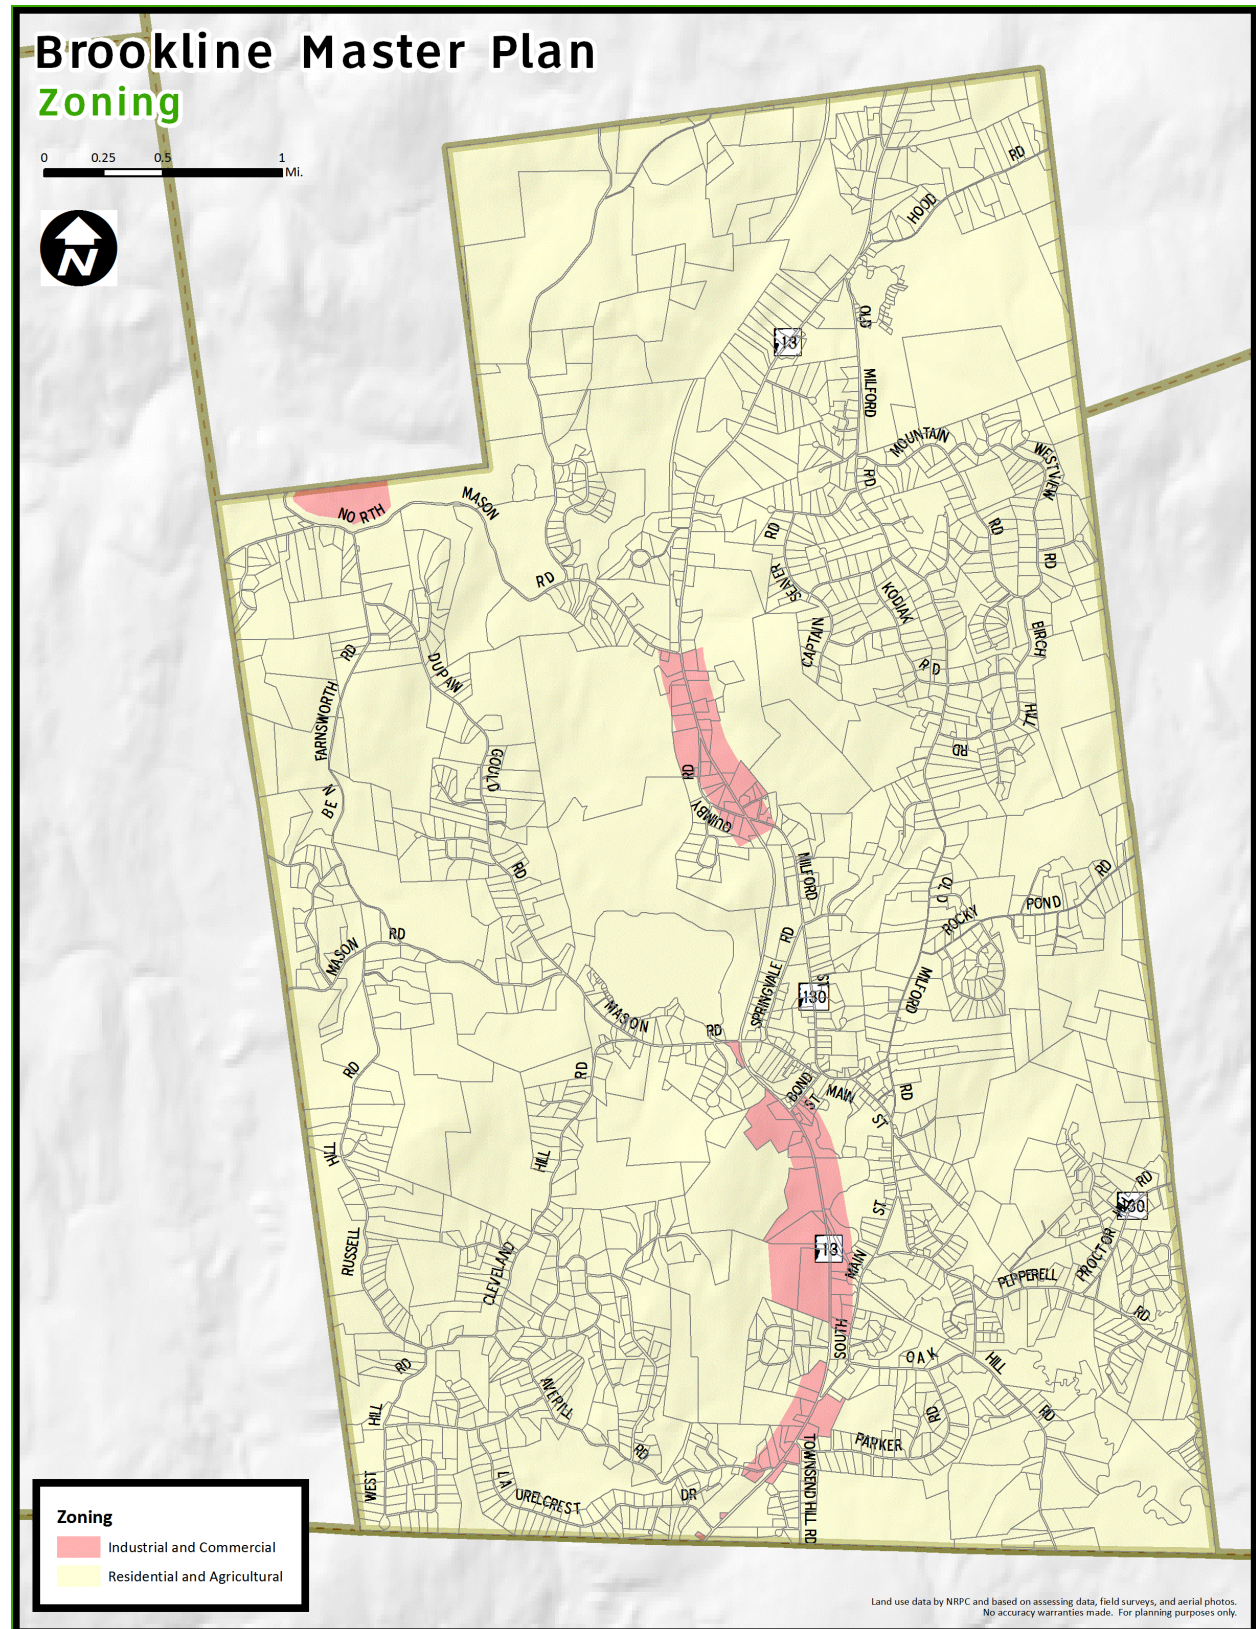 Brookline Master Plan
Zoning
0 0.25 0.5 1
Mi.
N
RD
HOOD
OLD
13
MILFORD
MOUNTAIN
WESTVIEW
RD
MASON
NORTH
RD
RD
RD
RD
SEAVER
KODIAK
CAPTAIN
BIRCH
RD
DUPAW
RD
FARNSWORTH
HILL
RD
GOULD
RD
BEN
QUIMBY
MILFORD
RD
OLD
RD
POND
ROCKY
RD
RD
MASON
SPRINGVALE
MILFORD
ST
130
MASON
RD
RD
RD
BOND
ST
MAIN
ST
RD
HILL
HILL
RD
130
ST
PROCTOR
RUSSELL
13
MAIN
CLEVELAND
PEPPERELL
RD
SOUTH
OAK
HILL
RD
RD
AVERILL
HILL
RD
RD
PARKER
TOWNSEND HILL RD
WEST
LA
URELCREST
DR
Zoning
Industrial and Commercial
Residential and Agricultural
Land use data by NRPC and based on assessing data, field surveys, and aerial photos.
No accuracy warranties made. For planning purposes only.